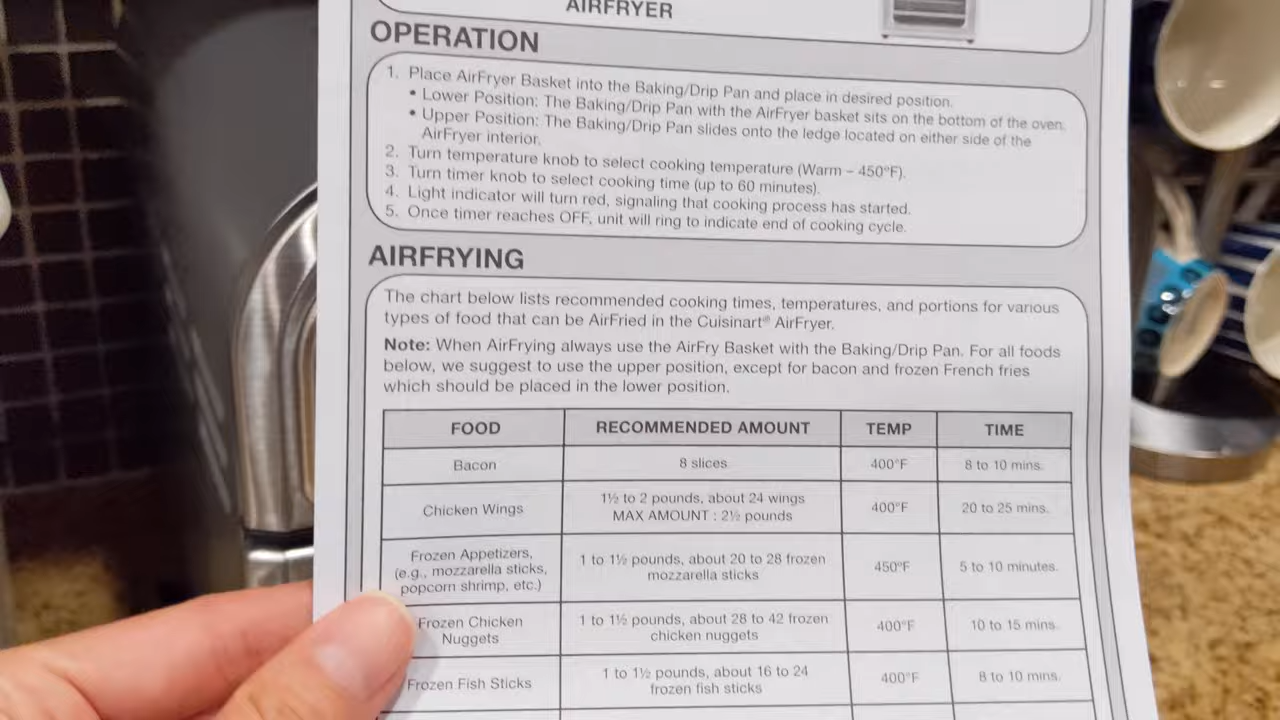 AIRFRYER
OPERATION
1. Place AirFryer Basket into the Baking/Drip Pan and place in desired position.
• Lower Position: The Baking/Drip Pan with the AirFryer basket sits on the bottom of the oven.
• Upper Position: The Baking/Drip Pan slides onto the ledge located on either side of the
AirFryer interior.
2. Turn temperature knob to select cooking temperature (Warm – 450°F).
3. Turn timer knob to select cooking time (up to 60 minutes).
4. Light indicator will turn red, signaling that cooking process has started.
5. Once timer reaches OFF, unit will ring to indicate end of cooking cycle.
AIRFRYING
The chart below lists recommended cooking times, temperatures, and portions for various
types of food that can be AirFried in the Cuisinart® AirFryer.
Note: When AirFrying always use the AirFry Basket with the Baking/Drip Pan. For all foods
below, we suggest to use the upper position, except for bacon and frozen French fries
which should be placed in the lower position.
FOOD RECOMMENDED AMOUNT TEMP TIME
Bacon 8 slices 400°F 8 to 10 mins.
Chicken Wings 1½ to 2 pounds, about 24 wings
MAX AMOUNT : 2½ pounds 400°F 20 to 25 mins.
Frozen Appetizers,
(e.g., mozzarella sticks,
popcorn shrimp, etc.) 1 to 1½ pounds, about 20 to 28 frozen
mozzarella sticks 450°F 5 to 10 minutes.
Frozen Chicken
Nuggets 1 to 1½ pounds, about 28 to 42 frozen
chicken nuggets 400°F 10 to 15 mins.
Frozen Fish Sticks 1 to 1½ pounds, about 16 to 24
frozen fish sticks 400°F 8 to 10 mins.